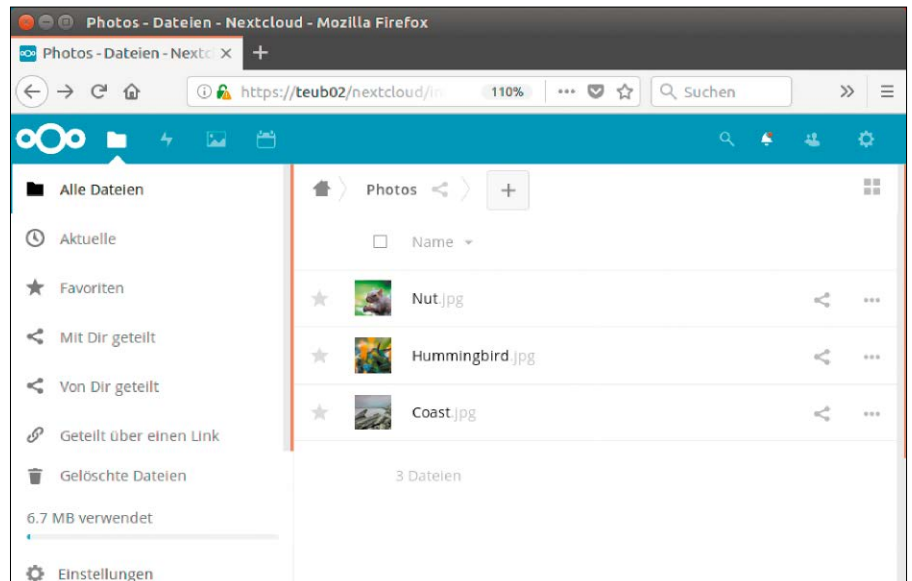 Photos - Dateien - Nextcloud - Mozilla Firefox
Photos - Dateien - Nextc
https://teub02/nextcloud/in
110%
Suchen
Alle Dateien
Photos
Aktuelle
Name
Favoriten
Nut.jpg
Mit Dir geteilt
Hummingbird.jpg
Von Dir geteilt
Coast.jpg
Geteilt über einen Link
Gelöschte Dateien
3 Dateien
6.7 MB verwendet
Einstellungen